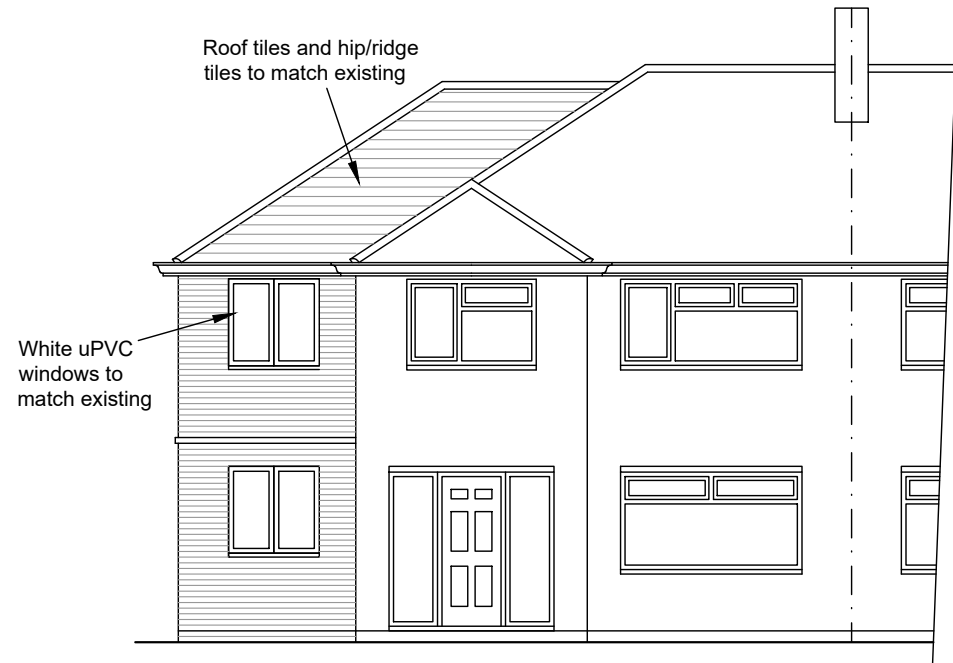 Roof tiles and hip/ridge
tiles to match existing
White uPVC
windows to
match existing